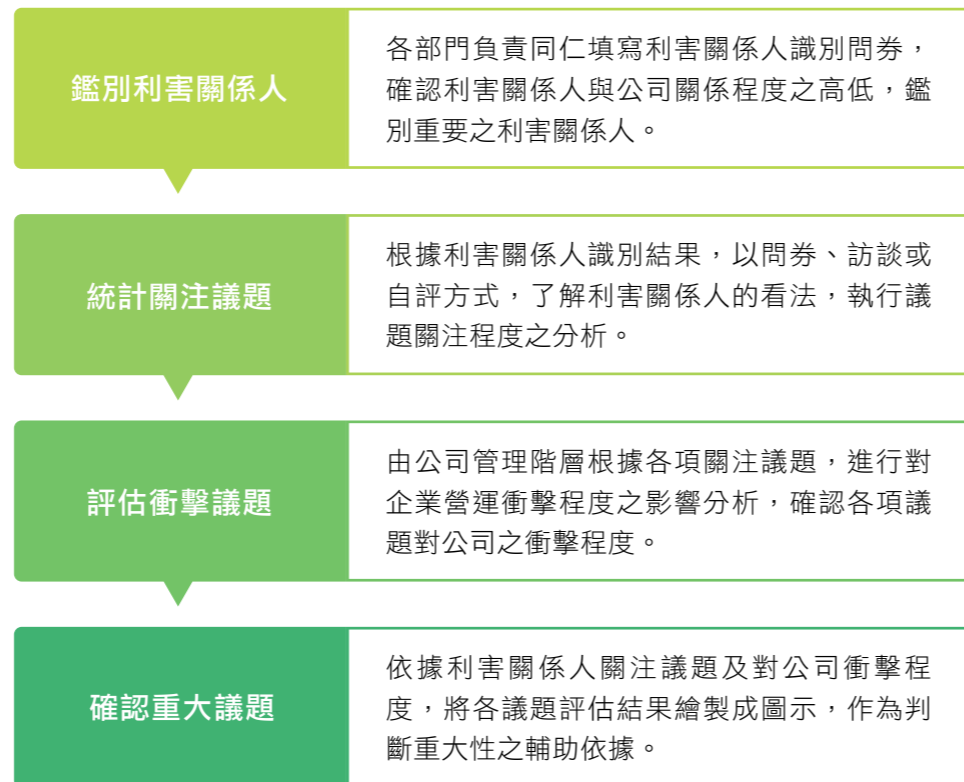 鑑別利害關係人
各部門負責同仁填寫利害關係人識別問券，
確認利害關係人與公司關係程度之高低，鑑
別重要之利害關係人。
統計關注議題
根據利害關係人識別結果，以問券、訪談或
自評方式，了解利害關係人的看法，執行議
題關注程度之分析。
評估衝擊議題
由公司管理階層根據各項關注議題，進行對
企業營運衝擊程度之影響分析，確認各項議
題對公司之衝擊程度。
確認重大議題
依據利害關係人關注議題及對公司衝擊程
度，將各議題評估結果繪製成圖示，作為判
斷重大性之輔助依據。